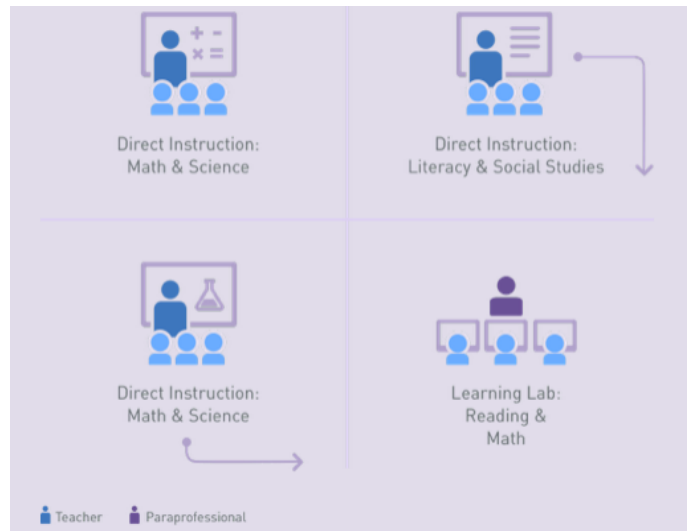 + -
× =
Direct Instruction:
Math & Science
Direct Instruction:
Literacy & Social Studies
Direct Instruction:
Math & Science
Learning Lab:
Reading &
Math
Teacher
Paraprofessional